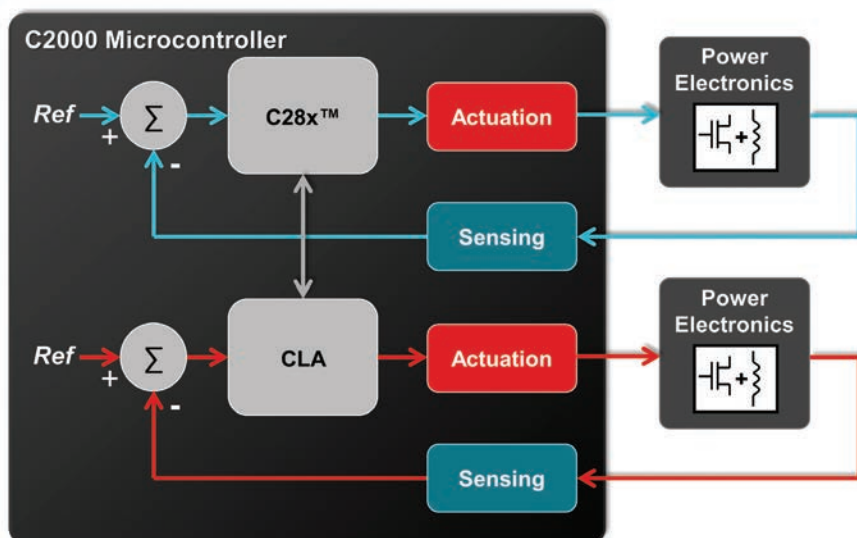 C2000 Microcontroller
Power
Electronics
Ref
+
Σ
-
C28x™
Actuation
+
Sensing
Power
Electronics
Ref
+
Σ
-
CLA
Actuation
+
Sensing